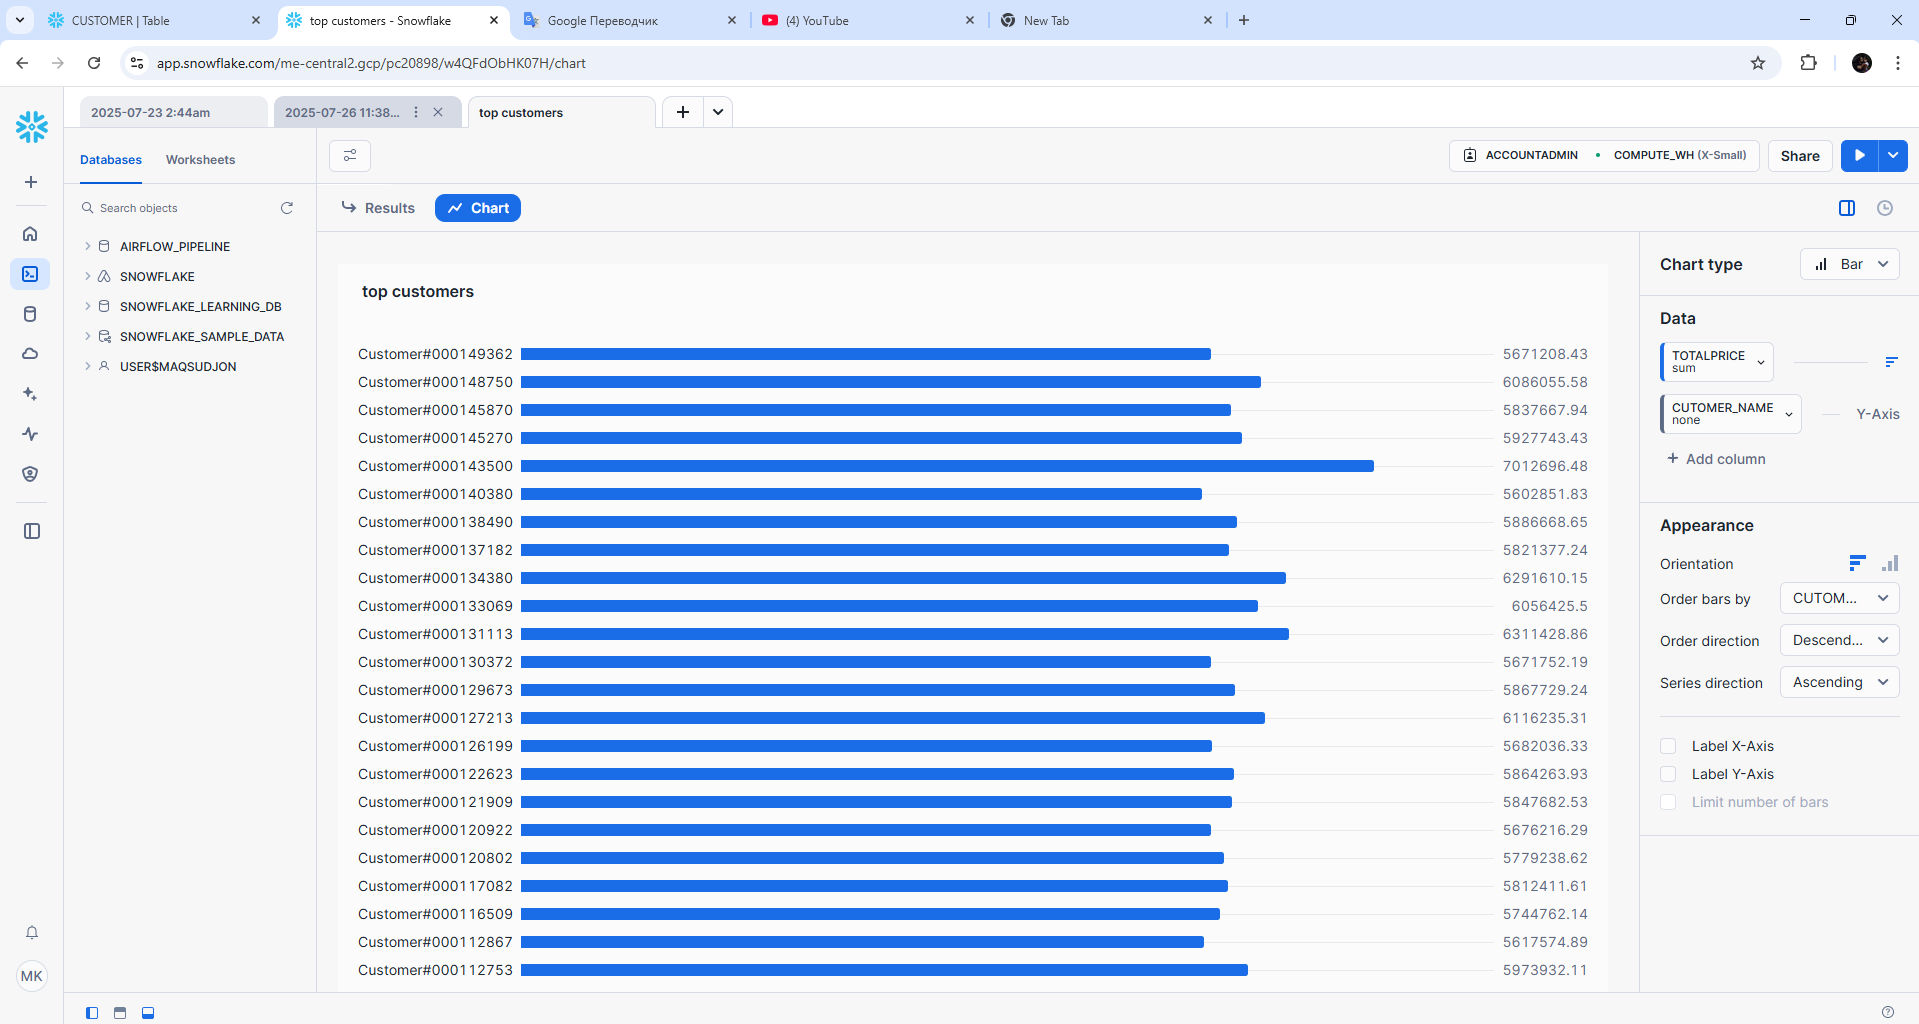 CUSTOMER | Table
top customers - Snowflake
Google Переводчик
(4) YouTube
New Tab
app.snowflake.com/me-central2.gcp/pc20898/w4QFdObHK07H/chart
2025-07-23 2:44am
2025-07-26 11:38...
top customers
Databases
Worksheets
ACCOUNTADMIN
COMPUTE_WH (X-Small)
Share
Search objects
AIRFLOW_PIPELINE
SNOWFLAKE
SNOWFLAKE_LEARNING_DB
SNOWFLAKE_SAMPLE_DATA
USER$MAQSUDJON
MK
Results
Chart
top customers
Customer#000149362 5671208.43
Customer#000148750 6086055.58
Customer#000145870 5837667.94
Customer#000145270 5927743.43
Customer#000143500 7012696.48
Customer#000140380 5602851.83
Customer#000138490 5886668.65
Customer#000137182 5821377.24
Customer#000134380 6291610.15
Customer#000133069 6056425.5
Customer#000131113 6311428.86
Customer#000130372 5671752.19
Customer#000129673 5867729.24
Customer#000127213 6116235.31
Customer#000126199 5682036.33
Customer#000122623 5864263.93
Customer#000121909 5847682.53
Customer#000120922 5676216.29
Customer#000120802 5779238.62
Customer#000117082 5812411.61
Customer#000116509 5744762.14
Customer#000112867 5617574.89
Customer#000112753 5973932.11
Chart type
Bar
Data
TOTALPRICE
sum
CUTOMER_NAME
none
Y-Axis
Add column
Appearance
Orientation
Order bars by
CUTOM...
Order direction
Descend...
Series direction
Ascending
Label X-Axis
Label Y-Axis
Limit number of bars